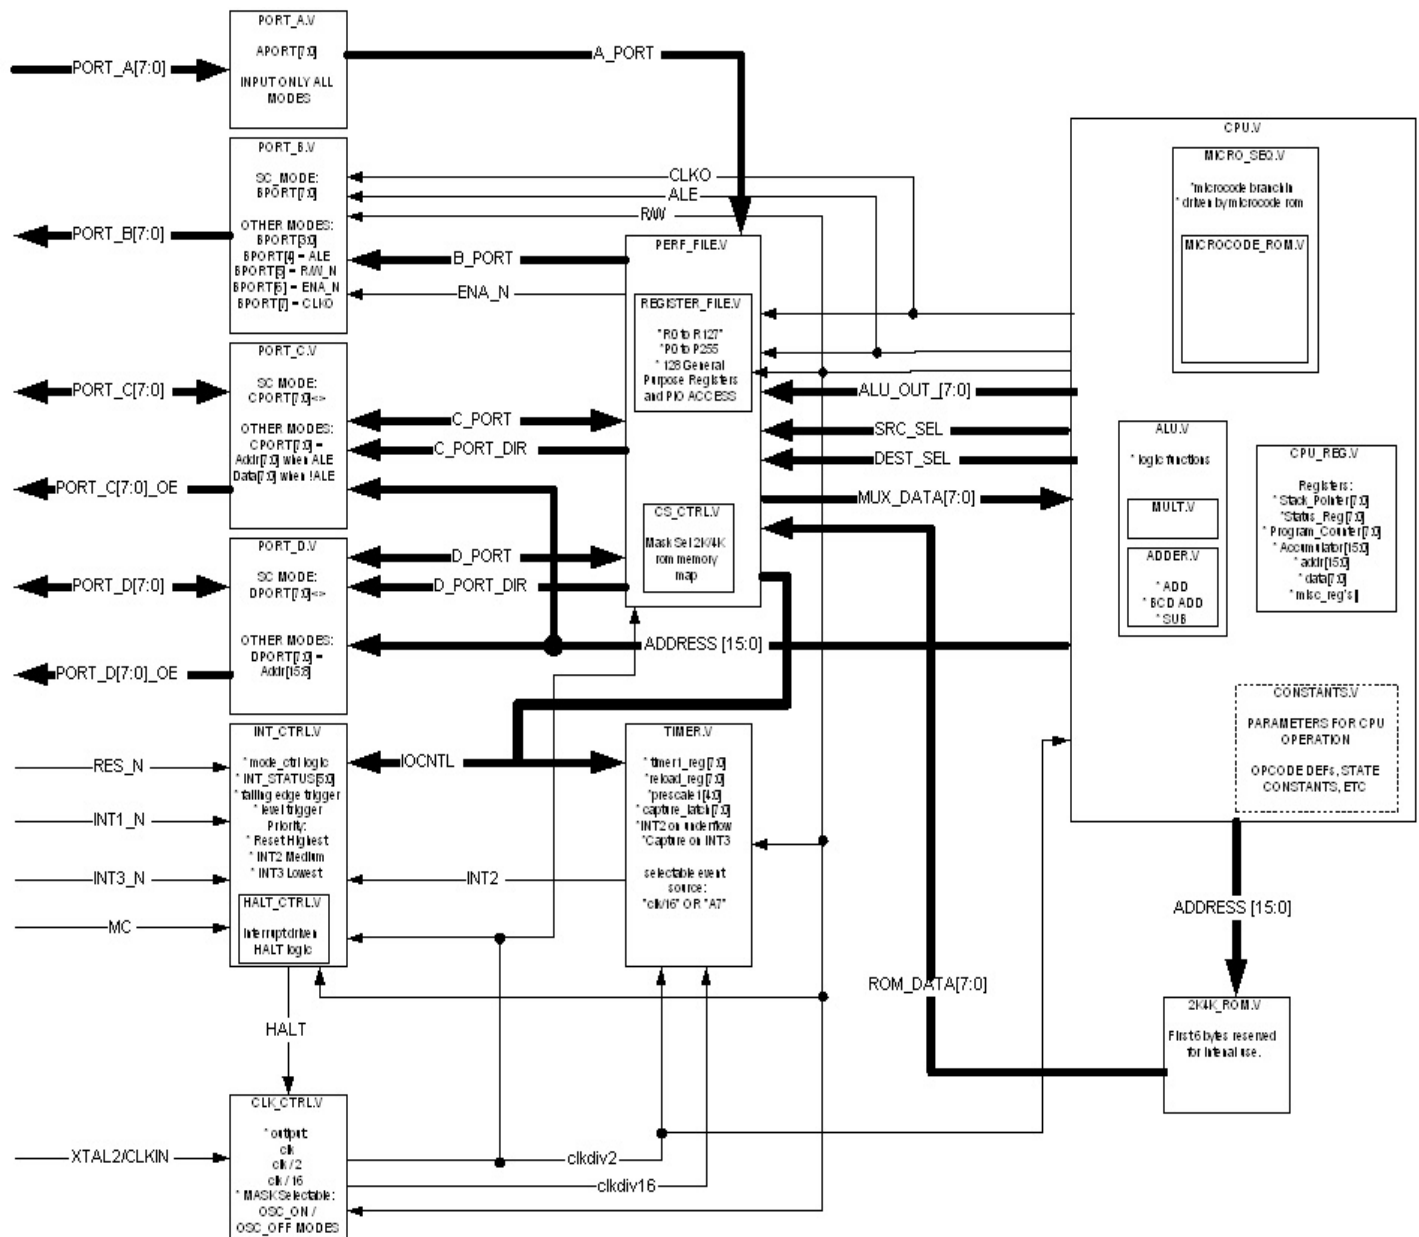 PORT_A.V
APORT[7:0]
INPUT ONLY ALL
MODES
PORT_A[7:0]
A_PORT
PORT_B.V
SC_MODE:
BPORT[7:0]
OTHER MODES:
BPORT[3:0]
BPORT[4] = ALE
BPORT[5] = R/W_N
BPORT[6] = ENA_N
BPORT[7] = CLKO
PORT_B[7:0]
CLKO
ALE
R/W
B_PORT
ENA_N
PORT_C.V
SC MODE:
CPORT[7:0]<=>
OTHER MODES:
CPORT[7:0] =
Addr[7:0] when ALE
Data[7:0] when !ALE
PORT_C[7:0]
PORT_C[7:0]_OE
C_PORT
C_PORT_DIR
PORT_D.V
SC MODE:
DPORT[7:0]<=>
OTHER MODES:
DPORT[7:0] =
Addr[15:8]
PORT_D[7:0]
PORT_D[7:0]_OE
D_PORT
D_PORT_DIR
PERF_FILE.V
REGISTER_FILE.V
*R0 to R127*
*P0 to P255
* 128 General
Purpose Registers
and PIO ACCESS
CS_CTRL.V
Mask Sel 2K/4K
rom memory
map
ALU_OUT_[7:0]
SRC_SEL
DEST_SEL
MUX_DATA[7:0]
ADDRESS [15:0]
CPU.V
MICRO_SEQ.V
*microcode branch in
* driven by microcode rom
MICROCODE_ROM.V
ALU.V
* logic functions
MULT.V
ADDER.V
* ADD
* BCD ADD
* SUB
CPU_REG.V
Registers:
* Stack_Pointer[7:0]
*Status_Reg[7:0]
* Program_Counter[7:0]
* Accumulator[15:0]
* addr[15:0]
* data[7:0]
* misc_reg's||
CONSTANTS.V
PARAMETERS FOR CPU
OPERATION
OPCODE DEFs, STATE
CONSTANTS, ETC
INT_CTRL.V
* mode_ctrl logic
* INT_STATUS[5:0]
* falling edge trigger
* level trigger
Priority:
* Reset Highest
* INT2 Medium
* INT3 Lowest
HALT_CTRL.V
Interrupt driven
HALT logic
RES_N
INT1_N
INT3_N
MC
IOCNTL
INT2
TIMER.V
* timer1_reg[7:0]
* reload_reg[7:0]
*prescale1[4:0]
* capture_latch[7:0]
*INT2 on underflow
*Capture on INT3
selectable event
source:
"clk/16" OR "A7"
ADDRESS [15:0]
ROM_DATA[7:0]
2K4K_ROM.V
First 6 bytes reserved
for internal use.
HALT
CLK_CTRL.V
* output:
clk
clk / 2
clk / 16
* MASK Selectable:
OSC_ON /
OSC_OFF MODES
XTAL2/CLKIN
clkdiv2
clkdiv16